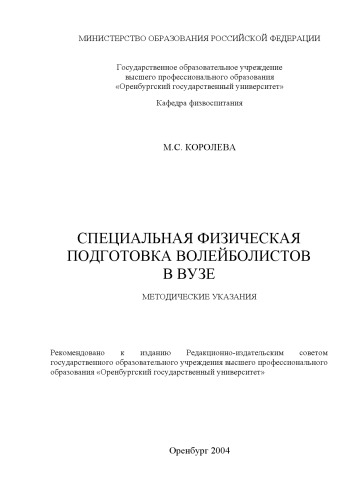 МИНИСТЕРСТВО ОБРАЗОВАНИЯ РОССИЙСКОЙ ФЕДЕРАЦИИ
Государственное образовательное учреждение
высшего профессионального образования
«Оренбургский государственный университет»
Кафедра физвоспитания
М.С. КОРОЛЕВА
СПЕЦИАЛЬНАЯ ФИЗИЧЕСКАЯ
ПОДГОТОВКА ВОЛЕЙБОЛИСТОВ
В ВУЗЕ
МЕТОДИЧЕСКИЕ УКАЗАНИЯ
Рекомендовано к изданию Редакционно-издательским советом
государственного образовательного учреждения высшего профессионального
образования «Оренбургский государственный университет»
Оренбург 2004